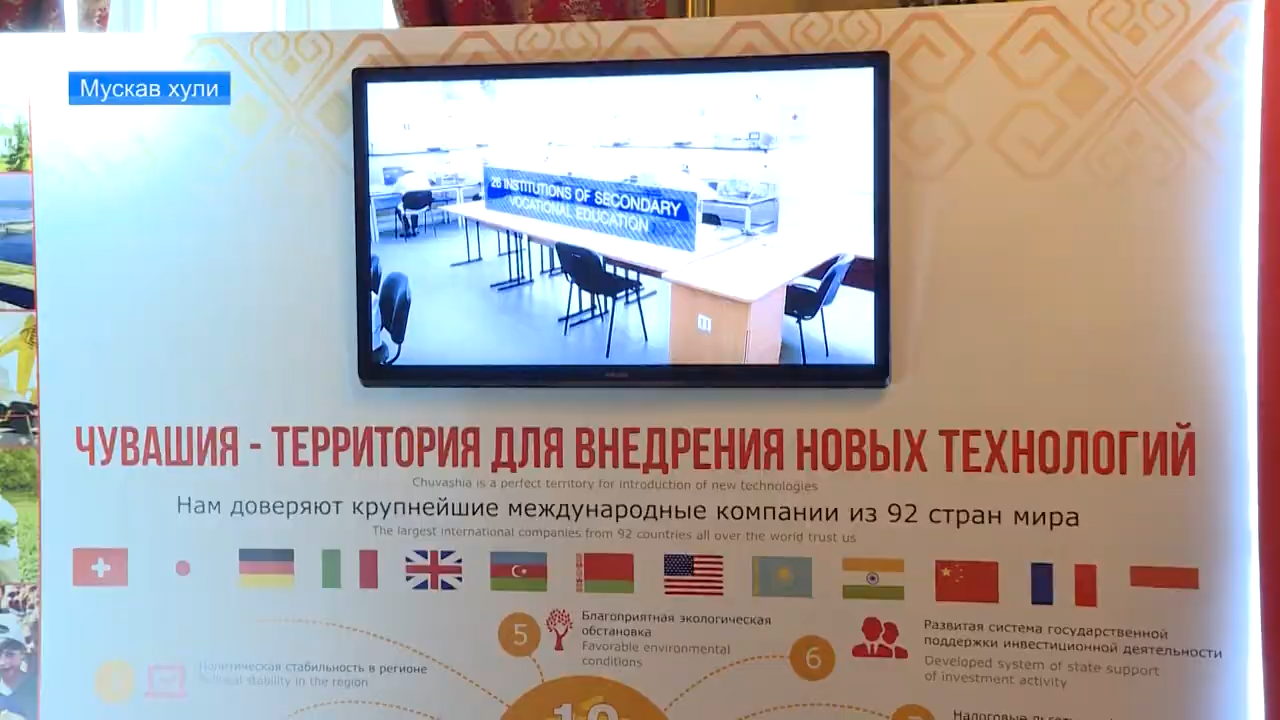 Мускав хули
26 INSTITUTIONS OF SECONDARY
VOCATIONAL EDUCATION
ЧУВАШИЯ - ТЕРРИТОРИЯ ДЛЯ ВНЕДРЕНИЯ НОВЫХ ТЕХНОЛОГИЙ
Chuvashia is a perfect territory for introduction of new technologies
Нам доверяют крупнейшие международные компании из 92 стран мира
The largest international companies from 92 countries all over the world trust us
5
Благоприятная экологическая
обстановка
Favorable environmental
conditions
6
Развитая система государственной
поддержки инвестиционной деятельности
Developed system of state support
of investment activity
Политическая стабильность в регионе
Political stability in the region
10